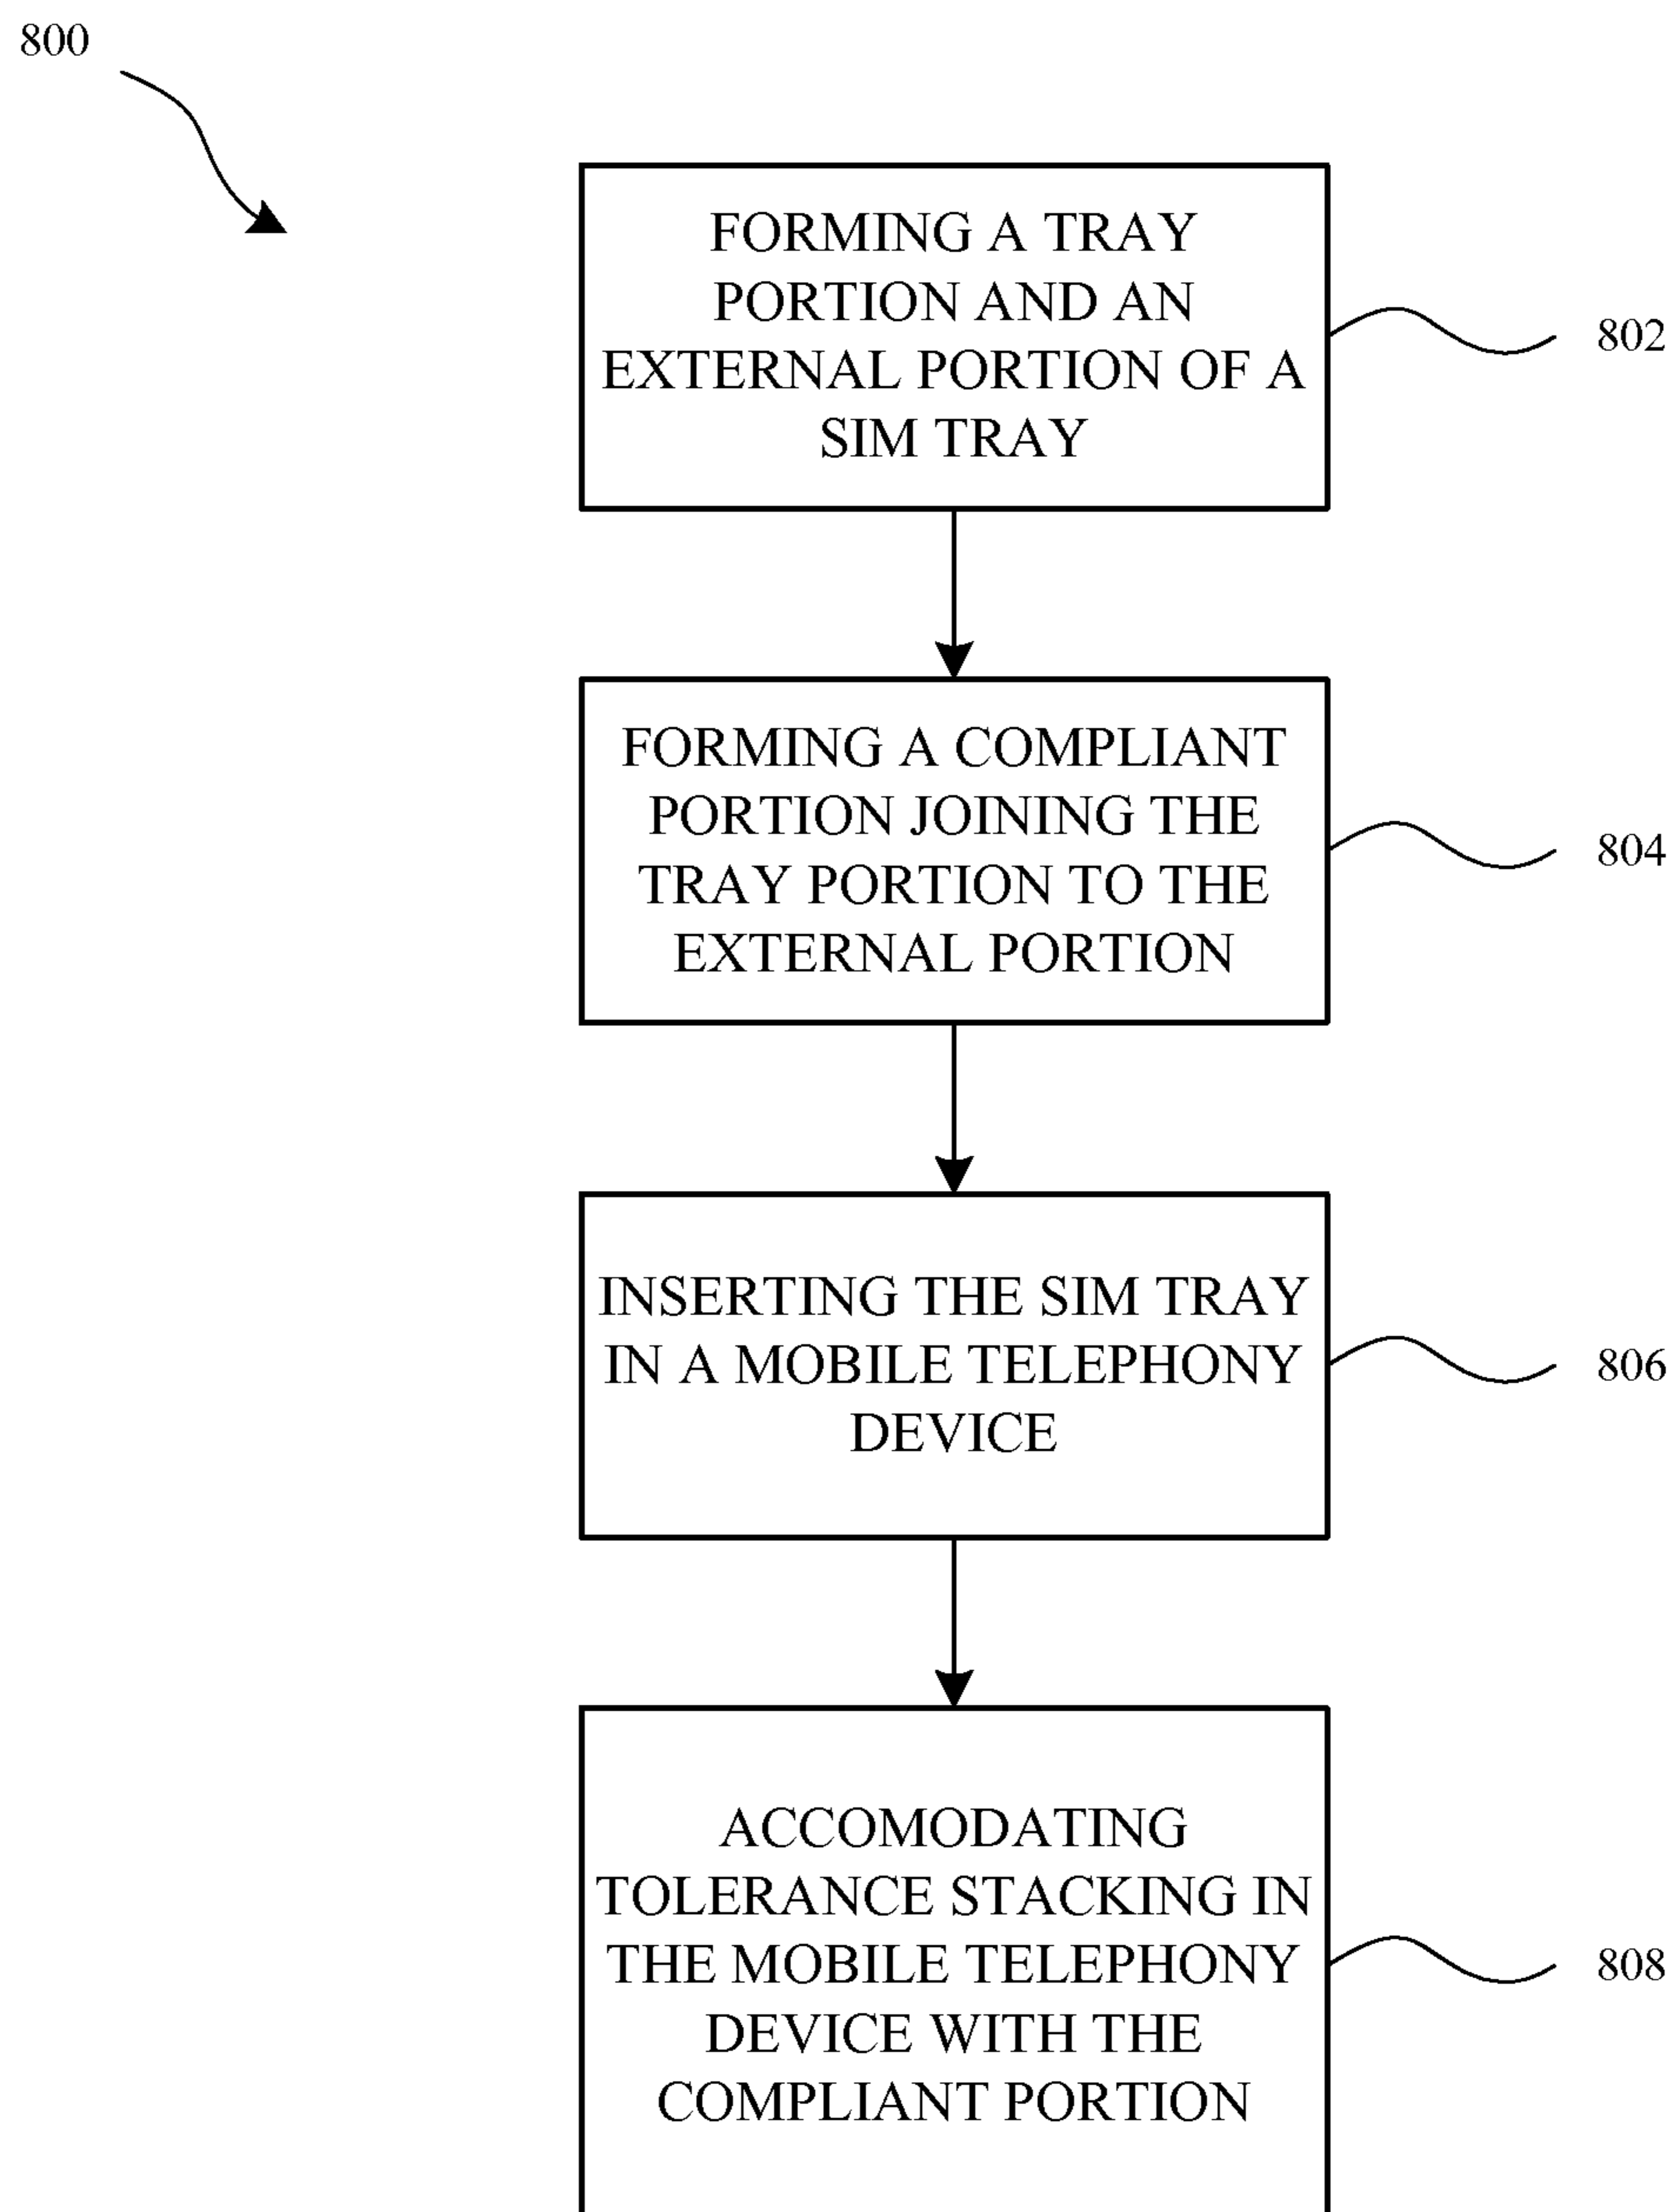 800
FORMING A TRAY
PORTION AND AN
EXTERNAL PORTION OF A
SIM TRAY
802
FORMING A COMPLIANT
PORTION JOINING THE
TRAY PORTION TO THE
EXTERNAL PORTION
804
INSERTING THE SIM TRAY
IN A MOBILE TELEPHONY
DEVICE
806
ACCOMODATING
TOLERANCE STACKING IN
THE MOBILE TELEPHONY
DEVICE WITH THE
COMPLIANT PORTION
808